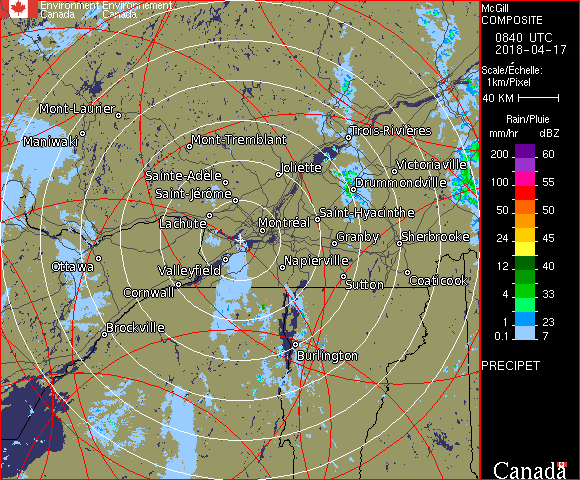 Environment Environnement
Canada Canada
McGill
COMPOSITE
0840 UTC
2018-04-17
Scale/Échelle:
1km/Pixel
40 KM
Rain/Pluie
mm/hr dBZ
200 60
100 55
50 50
24 45
12 40
4 33
1 23
0.1 7
PRECIPET
Canada
Mont-Laurier
Maniwaki
Mont-Tremblant
Trois-Rivières
Joliette
Victoriaville
Sainte-Adèle
Drummondville
Saint-Jérôme
Saint-Hyacinthe
Lachute
Montréal
Granby
Sherbrooke
Ottawa
Valleyfield
Napierville
Cornwall
Sutton
Coaticook
Brockville
Burlington